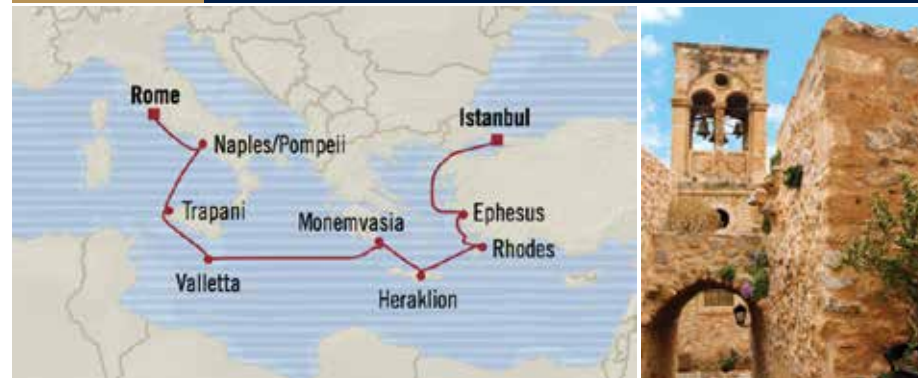 Rome
Istanbul
Naples/Pompeii
Trapani
Ephesus
Monemvasia
Rhodes
Valletta
Heraklion